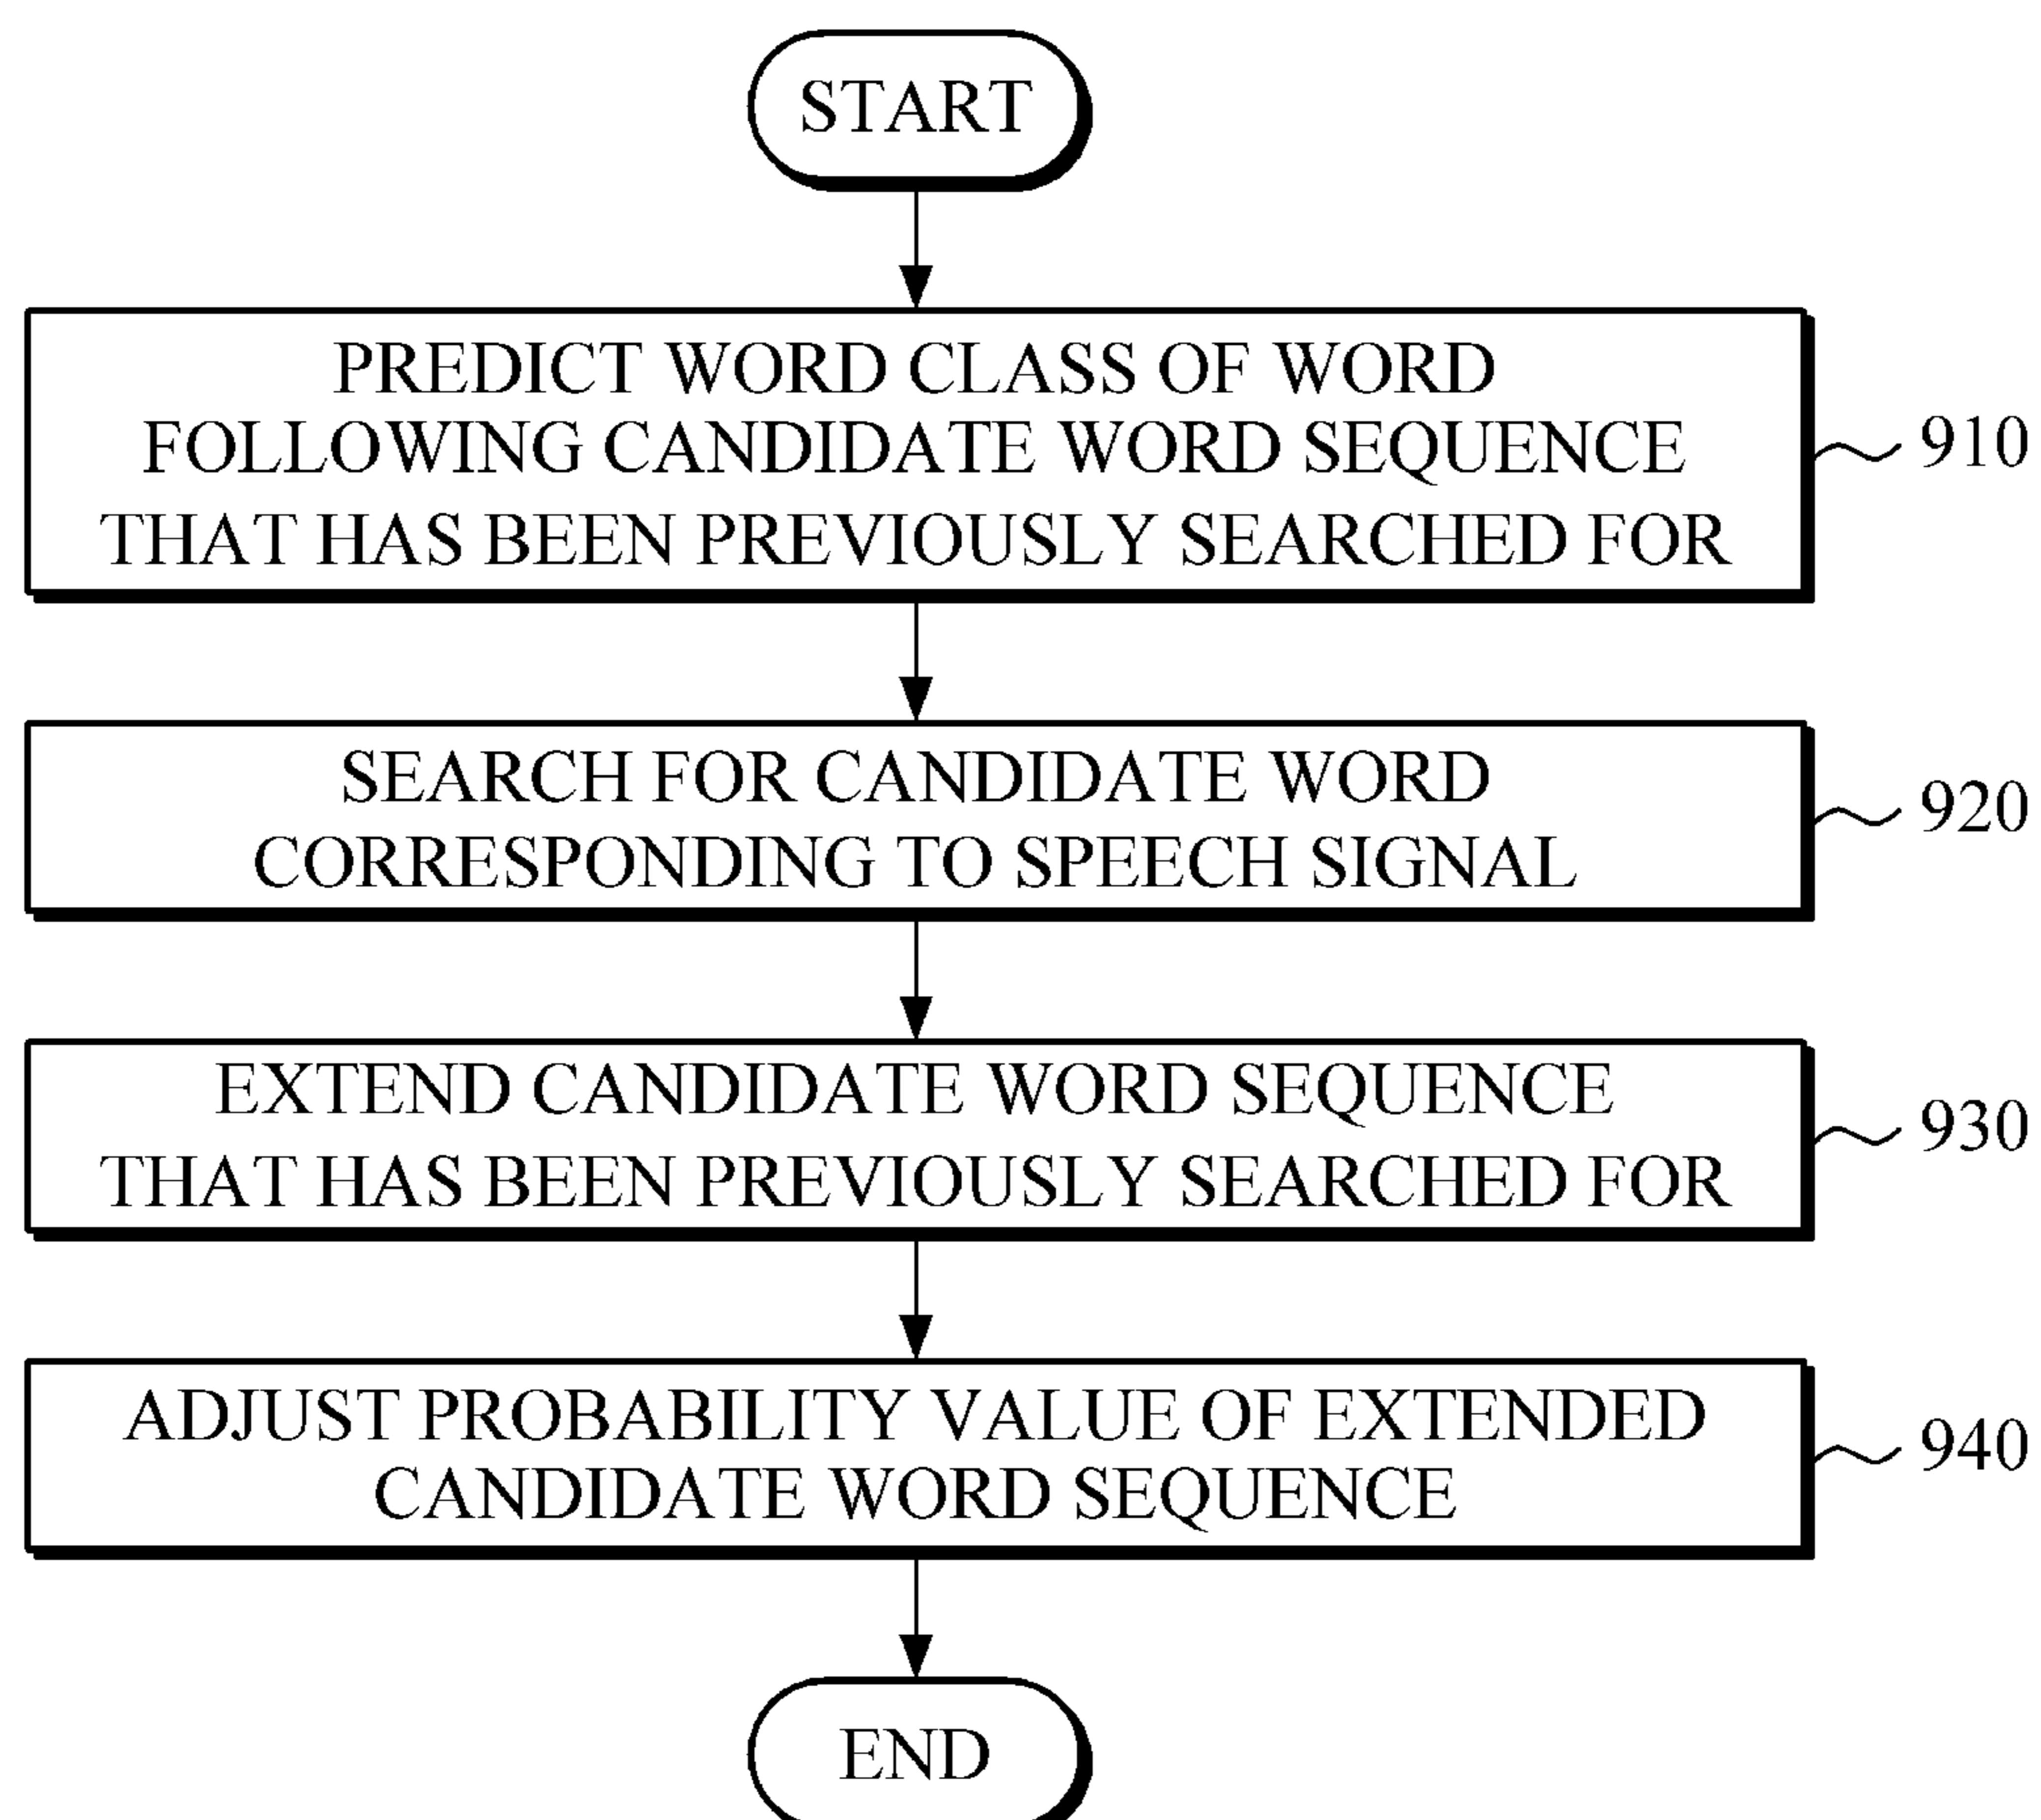 START
PREDICT WORD CLASS OF WORD
FOLLOWING CANDIDATE WORD SEQUENCE
THAT HAS BEEN PREVIOUSLY SEARCHED FOR
910
SEARCH FOR CANDIDATE WORD
CORRESPONDING TO SPEECH SIGNAL
920
EXTEND CANDIDATE WORD SEQUENCE
THAT HAS BEEN PREVIOUSLY SEARCHED FOR
930
ADJUST PROBABILITY VALUE OF EXTENDED
CANDIDATE WORD SEQUENCE
940
END